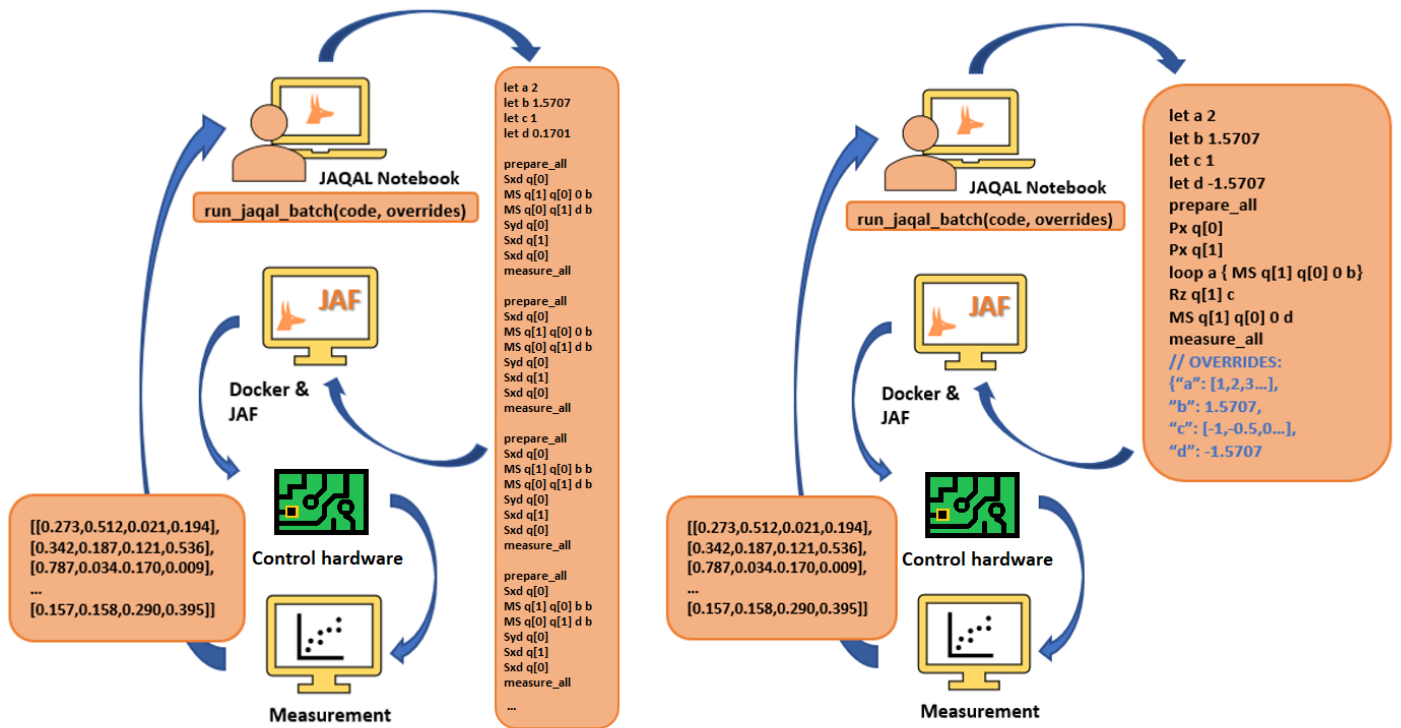 let a 2
let b 1.5707
let c 1
let d 0.1701
prepare_all
Sxd q[0]
MS q[1] q[0] 0 b
MS q[0] q[1] d b
Syd q[0]
Sxd q[1]
Sxd q[0]
measure_all
prepare_all
Sxd q[0]
MS q[1] q[0] 0 b
MS q[0] q[1] d b
Syd q[0]
Sxd q[1]
Sxd q[0]
measure_all
prepare_all
Sxd q[0]
MS q[1] q[0] b b
MS q[0] q[1] d b
Syd q[0]
Sxd q[1]
Sxd q[0]
measure_all
prepare_all
Sxd q[0]
MS q[1] q[0] b b
MS q[0] q[1] d b
Syd q[0]
Sxd q[1]
Sxd q[0]
measure_all
...
JAQAL Notebook
run_jaqal_batch(code, overrides)
JAF
Docker &
JAF
Control hardware
[[0.273,0.512,0.021,0.194],
[0.342,0.187,0.121,0.536],
[0.787,0.034.0.170,0.009],
...
[0.157,0.158,0.290,0.395]]
Measurement
let a 2
let b 1.5707
let c 1
let d -1.5707
prepare_all
Px q[0]
Px q[1]
loop a { MS q[1] q[0] 0 b}
Rz q[1] c
MS q[1] q[0] 0 d
measure_all
// OVERRIDES:
{“a”: [1,2,3...],
”b”: 1.5707,
“c”: [-1,-0.5,0...],
“d”: -1.5707
JAQAL Notebook
run_jaqal_batch(code, overrides)
JAF
Docker &
JAF
Control hardware
[[0.273,0.512,0.021,0.194],
[0.342,0.187,0.121,0.536],
[0.787,0.034.0.170,0.009],
...
[0.157,0.158,0.290,0.395]]
Measurement